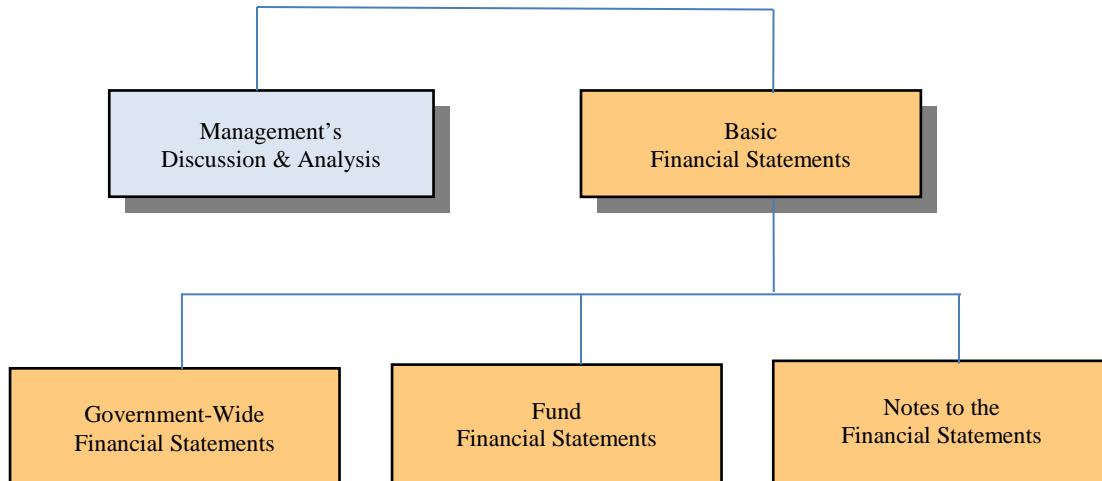 Management’s
Discussion & Analysis
Basic
Financial Statements
Government-Wide
Financial Statements
Fund
Financial Statements
Notes to the
Financial Statements